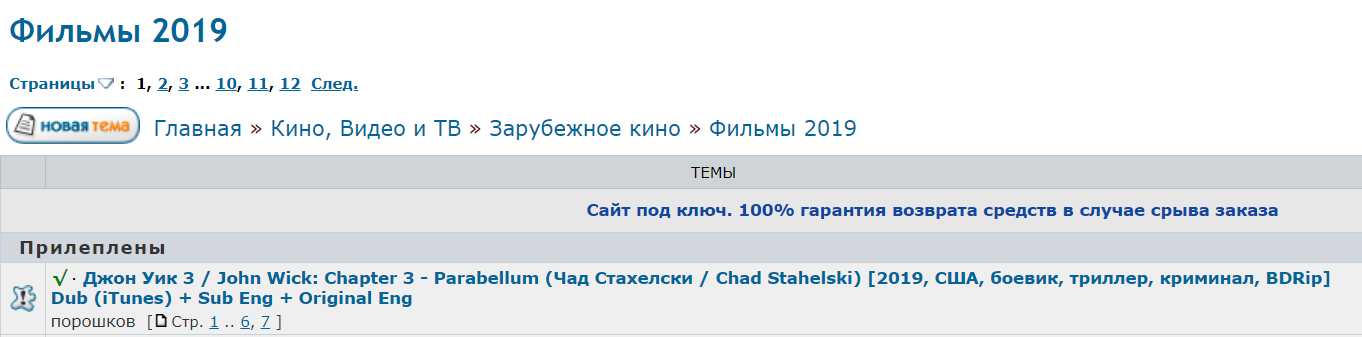 Фильмы 2019
Страницы : 1, 2, 3 ... 10, 11, 12 След.
новая тема Главная » Кино, Видео и ТВ » Зарубежное кино » Фильмы 2019
ТЕМЫ
Сайт под ключ. 100% гарантия возврата средств в случае срыва заказа
Прилеплены
√ · Джон Уик 3 / John Wick: Chapter 3 - Parabellum (Чад Стахелски / Chad Stahelski) [2019, США, боевик, триллер, криминал, BDRip]
Dub (iTunes) + Sub Eng + Original Eng
порошков [ Стр. 1 .. 6, 7 ]